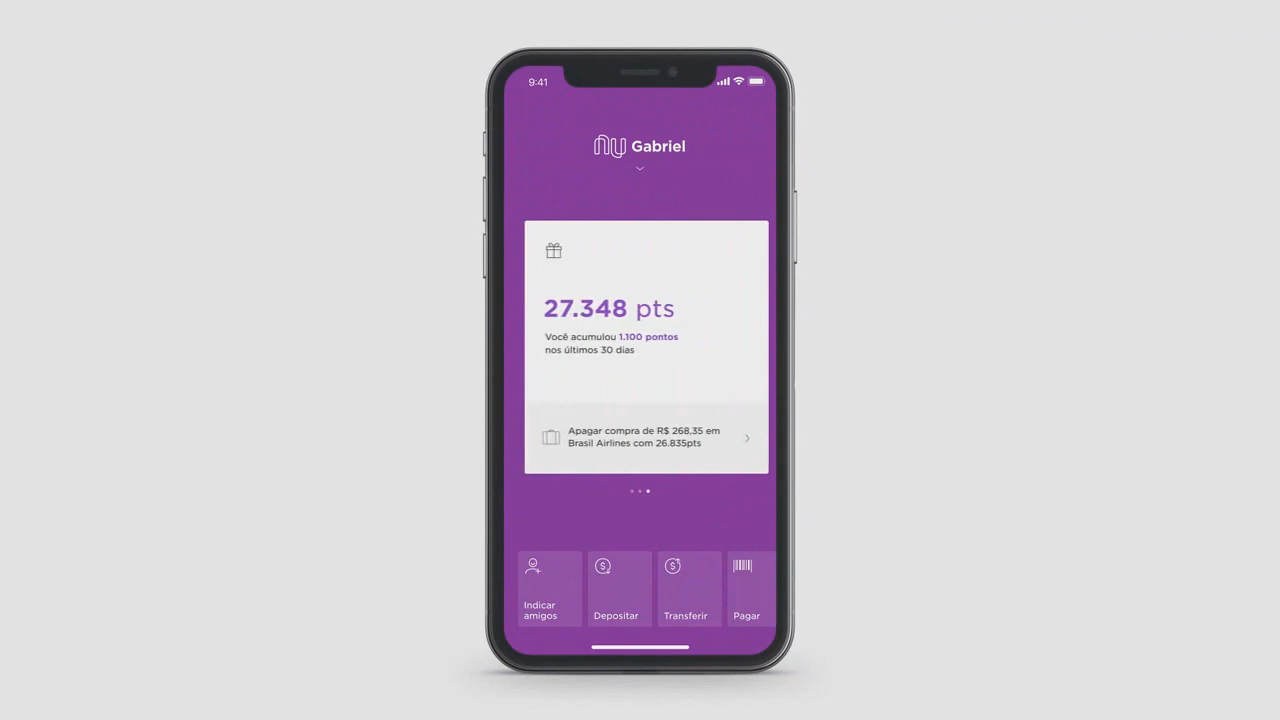 9:41
nu Gabriel
27.348 pts
Você acumulou 1.100 pontos
nos últimos 30 dias
Apagar compra de R$ 268,35 em
Brasil Airlines com 26.835pts
Indicar
amigos
Depositar
Transferir
Pagar